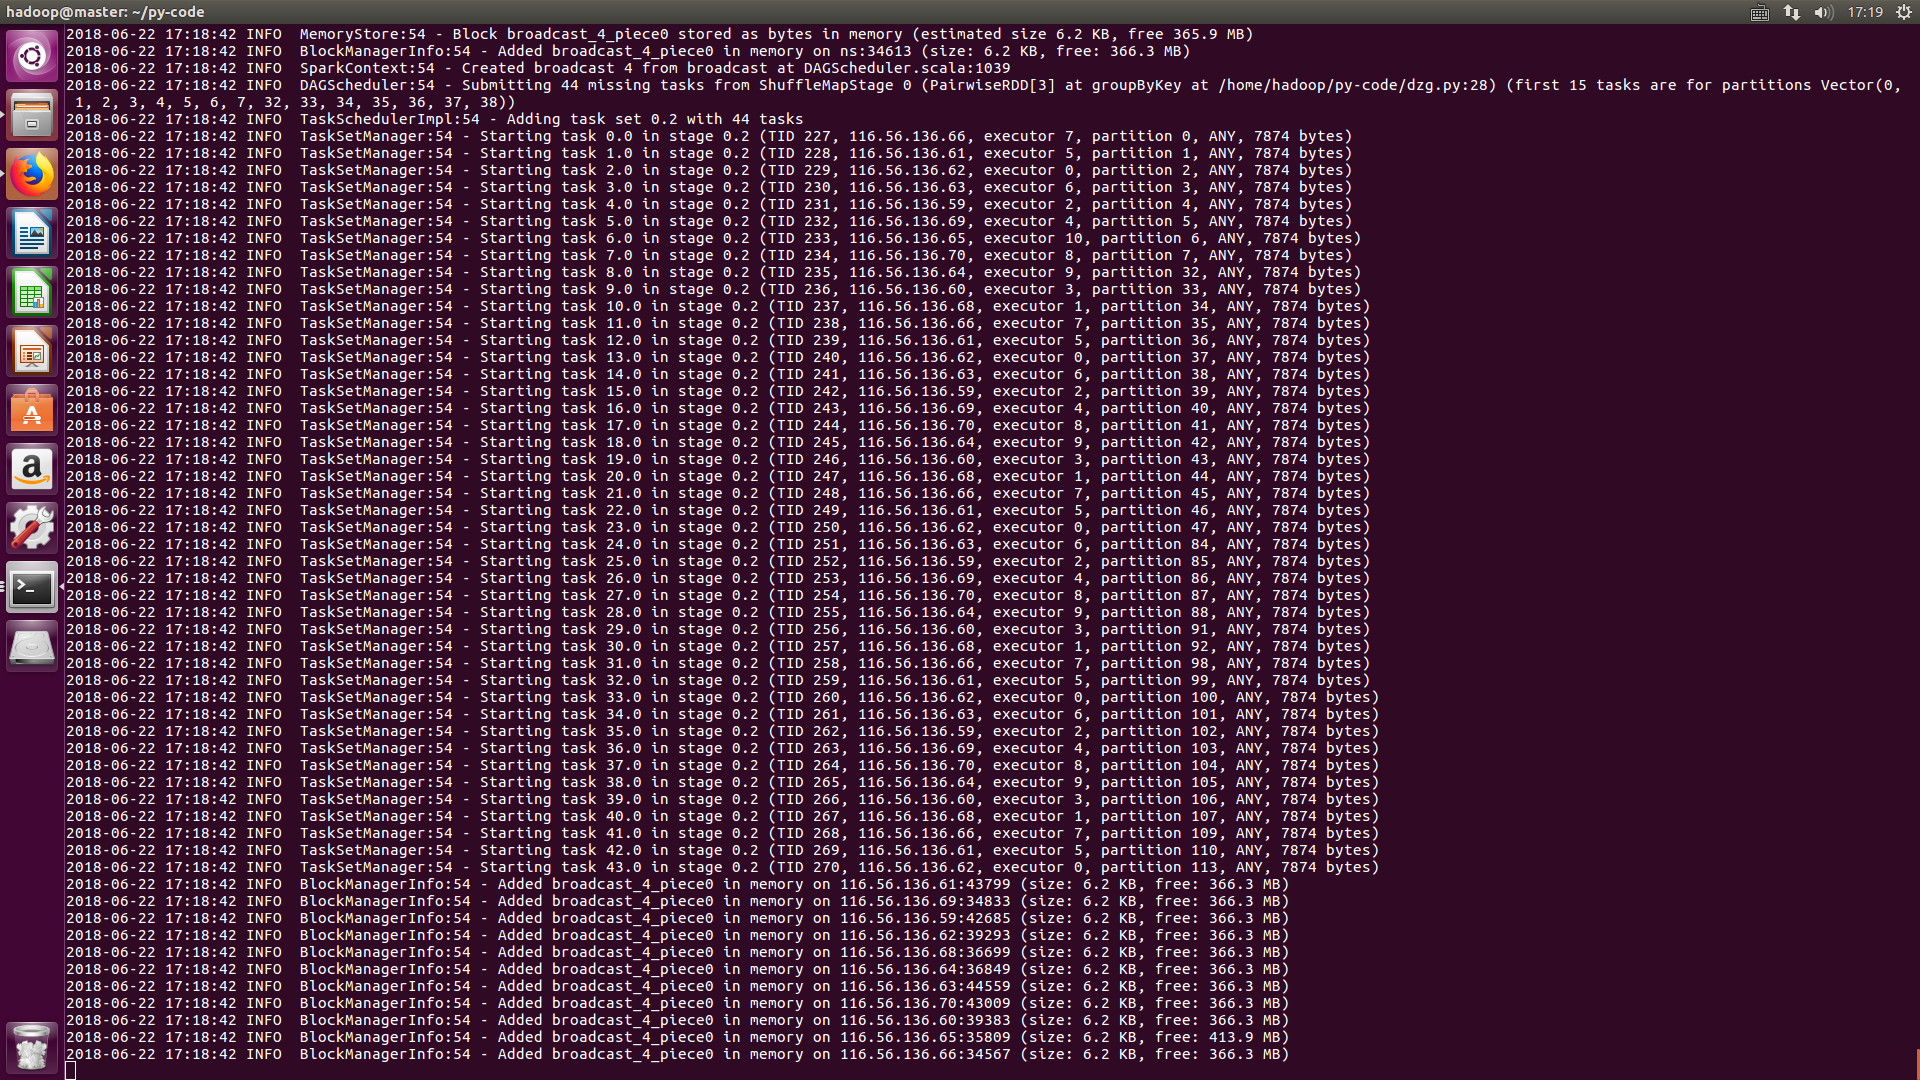 hadoop@master: ~/py-code
17:19
2018-06-22 17:18:42 INFO  MemoryStore:54 - Block broadcast_4_piece0 stored as bytes in memory (estimated size 6.2 KB, free 365.9 MB)
2018-06-22 17:18:42 INFO  BlockManagerInfo:54 - Added broadcast_4_piece0 in memory on ns:34613 (size: 6.2 KB, free: 366.3 MB)
2018-06-22 17:18:42 INFO  SparkContext:54 - Created broadcast 4 from broadcast at DAGScheduler.scala:1039
2018-06-22 17:18:42 INFO  DAGScheduler:54 - Submitting 44 missing tasks from ShuffleMapStage 0 (PairwiseRDD[3] at groupByKey at /home/hadoop/py-code/dzg.py:28) (first 15 tasks are for partitions Vector(0,
1, 2, 3, 4, 5, 6, 7, 32, 33, 34, 35, 36, 37, 38))
2018-06-22 17:18:42 INFO  TaskSchedulerImpl:54 - Adding task set 0.2 with 44 tasks
2018-06-22 17:18:42 INFO  TaskSetManager:54 - Starting task 0.0 in stage 0.2 (TID 227, 116.56.136.66, executor 7, partition 0, ANY, 7874 bytes)
2018-06-22 17:18:42 INFO  TaskSetManager:54 - Starting task 1.0 in stage 0.2 (TID 228, 116.56.136.61, executor 5, partition 1, ANY, 7874 bytes)
2018-06-22 17:18:42 INFO  TaskSetManager:54 - Starting task 2.0 in stage 0.2 (TID 229, 116.56.136.62, executor 0, partition 2, ANY, 7874 bytes)
2018-06-22 17:18:42 INFO  TaskSetManager:54 - Starting task 3.0 in stage 0.2 (TID 230, 116.56.136.63, executor 6, partition 3, ANY, 7874 bytes)
2018-06-22 17:18:42 INFO  TaskSetManager:54 - Starting task 4.0 in stage 0.2 (TID 231, 116.56.136.59, executor 2, partition 4, ANY, 7874 bytes)
2018-06-22 17:18:42 INFO  TaskSetManager:54 - Starting task 5.0 in stage 0.2 (TID 232, 116.56.136.69, executor 4, partition 5, ANY, 7874 bytes)
2018-06-22 17:18:42 INFO  TaskSetManager:54 - Starting task 6.0 in stage 0.2 (TID 233, 116.56.136.65, executor 10, partition 6, ANY, 7874 bytes)
2018-06-22 17:18:42 INFO  TaskSetManager:54 - Starting task 7.0 in stage 0.2 (TID 234, 116.56.136.70, executor 8, partition 7, ANY, 7874 bytes)
2018-06-22 17:18:42 INFO  TaskSetManager:54 - Starting task 8.0 in stage 0.2 (TID 235, 116.56.136.64, executor 9, partition 32, ANY, 7874 bytes)
2018-06-22 17:18:42 INFO  TaskSetManager:54 - Starting task 9.0 in stage 0.2 (TID 236, 116.56.136.60, executor 3, partition 33, ANY, 7874 bytes)
2018-06-22 17:18:42 INFO  TaskSetManager:54 - Starting task 10.0 in stage 0.2 (TID 237, 116.56.136.68, executor 1, partition 34, ANY, 7874 bytes)
2018-06-22 17:18:42 INFO  TaskSetManager:54 - Starting task 11.0 in stage 0.2 (TID 238, 116.56.136.66, executor 7, partition 35, ANY, 7874 bytes)
2018-06-22 17:18:42 INFO  TaskSetManager:54 - Starting task 12.0 in stage 0.2 (TID 239, 116.56.136.61, executor 5, partition 36, ANY, 7874 bytes)
2018-06-22 17:18:42 INFO  TaskSetManager:54 - Starting task 13.0 in stage 0.2 (TID 240, 116.56.136.62, executor 0, partition 37, ANY, 7874 bytes)
2018-06-22 17:18:42 INFO  TaskSetManager:54 - Starting task 14.0 in stage 0.2 (TID 241, 116.56.136.63, executor 6, partition 38, ANY, 7874 bytes)
2018-06-22 17:18:42 INFO  TaskSetManager:54 - Starting task 15.0 in stage 0.2 (TID 242, 116.56.136.59, executor 2, partition 39, ANY, 7874 bytes)
2018-06-22 17:18:42 INFO  TaskSetManager:54 - Starting task 16.0 in stage 0.2 (TID 243, 116.56.136.69, executor 4, partition 40, ANY, 7874 bytes)
2018-06-22 17:18:42 INFO  TaskSetManager:54 - Starting task 17.0 in stage 0.2 (TID 244, 116.56.136.70, executor 8, partition 41, ANY, 7874 bytes)
2018-06-22 17:18:42 INFO  TaskSetManager:54 - Starting task 18.0 in stage 0.2 (TID 245, 116.56.136.64, executor 9, partition 42, ANY, 7874 bytes)
2018-06-22 17:18:42 INFO  TaskSetManager:54 - Starting task 19.0 in stage 0.2 (TID 246, 116.56.136.60, executor 3, partition 43, ANY, 7874 bytes)
2018-06-22 17:18:42 INFO  TaskSetManager:54 - Starting task 20.0 in stage 0.2 (TID 247, 116.56.136.68, executor 1, partition 44, ANY, 7874 bytes)
2018-06-22 17:18:42 INFO  TaskSetManager:54 - Starting task 21.0 in stage 0.2 (TID 248, 116.56.136.66, executor 7, partition 45, ANY, 7874 bytes)
2018-06-22 17:18:42 INFO  TaskSetManager:54 - Starting task 22.0 in stage 0.2 (TID 249, 116.56.136.61, executor 5, partition 46, ANY, 7874 bytes)
2018-06-22 17:18:42 INFO  TaskSetManager:54 - Starting task 23.0 in stage 0.2 (TID 250, 116.56.136.62, executor 0, partition 47, ANY, 7874 bytes)
2018-06-22 17:18:42 INFO  TaskSetManager:54 - Starting task 24.0 in stage 0.2 (TID 251, 116.56.136.63, executor 6, partition 84, ANY, 7874 bytes)
2018-06-22 17:18:42 INFO  TaskSetManager:54 - Starting task 25.0 in stage 0.2 (TID 252, 116.56.136.59, executor 2, partition 85, ANY, 7874 bytes)
2018-06-22 17:18:42 INFO  TaskSetManager:54 - Starting task 26.0 in stage 0.2 (TID 253, 116.56.136.69, executor 4, partition 86, ANY, 7874 bytes)
2018-06-22 17:18:42 INFO  TaskSetManager:54 - Starting task 27.0 in stage 0.2 (TID 254, 116.56.136.70, executor 8, partition 87, ANY, 7874 bytes)
2018-06-22 17:18:42 INFO  TaskSetManager:54 - Starting task 28.0 in stage 0.2 (TID 255, 116.56.136.64, executor 9, partition 88, ANY, 7874 bytes)
2018-06-22 17:18:42 INFO  TaskSetManager:54 - Starting task 29.0 in stage 0.2 (TID 256, 116.56.136.60, executor 3, partition 91, ANY, 7874 bytes)
2018-06-22 17:18:42 INFO  TaskSetManager:54 - Starting task 30.0 in stage 0.2 (TID 257, 116.56.136.68, executor 1, partition 92, ANY, 7874 bytes)
2018-06-22 17:18:42 INFO  TaskSetManager:54 - Starting task 31.0 in stage 0.2 (TID 258, 116.56.136.66, executor 7, partition 98, ANY, 7874 bytes)
2018-06-22 17:18:42 INFO  TaskSetManager:54 - Starting task 32.0 in stage 0.2 (TID 259, 116.56.136.61, executor 5, partition 99, ANY, 7874 bytes)
2018-06-22 17:18:42 INFO  TaskSetManager:54 - Starting task 33.0 in stage 0.2 (TID 260, 116.56.136.62, executor 0, partition 100, ANY, 7874 bytes)
2018-06-22 17:18:42 INFO  TaskSetManager:54 - Starting task 34.0 in stage 0.2 (TID 261, 116.56.136.63, executor 6, partition 101, ANY, 7874 bytes)
2018-06-22 17:18:42 INFO  TaskSetManager:54 - Starting task 35.0 in stage 0.2 (TID 262, 116.56.136.59, executor 2, partition 102, ANY, 7874 bytes)
2018-06-22 17:18:42 INFO  TaskSetManager:54 - Starting task 36.0 in stage 0.2 (TID 263, 116.56.136.69, executor 4, partition 103, ANY, 7874 bytes)
2018-06-22 17:18:42 INFO  TaskSetManager:54 - Starting task 37.0 in stage 0.2 (TID 264, 116.56.136.70, executor 8, partition 104, ANY, 7874 bytes)
2018-06-22 17:18:42 INFO  TaskSetManager:54 - Starting task 38.0 in stage 0.2 (TID 265, 116.56.136.64, executor 9, partition 105, ANY, 7874 bytes)
2018-06-22 17:18:42 INFO  TaskSetManager:54 - Starting task 39.0 in stage 0.2 (TID 266, 116.56.136.60, executor 3, partition 106, ANY, 7874 bytes)
2018-06-22 17:18:42 INFO  TaskSetManager:54 - Starting task 40.0 in stage 0.2 (TID 267, 116.56.136.68, executor 1, partition 107, ANY, 7874 bytes)
2018-06-22 17:18:42 INFO  TaskSetManager:54 - Starting task 41.0 in stage 0.2 (TID 268, 116.56.136.66, executor 7, partition 109, ANY, 7874 bytes)
2018-06-22 17:18:42 INFO  TaskSetManager:54 - Starting task 42.0 in stage 0.2 (TID 269, 116.56.136.61, executor 5, partition 110, ANY, 7874 bytes)
2018-06-22 17:18:42 INFO  TaskSetManager:54 - Starting task 43.0 in stage 0.2 (TID 270, 116.56.136.62, executor 0, partition 113, ANY, 7874 bytes)
2018-06-22 17:18:42 INFO  BlockManagerInfo:54 - Added broadcast_4_piece0 in memory on 116.56.136.61:43799 (size: 6.2 KB, free: 366.3 MB)
2018-06-22 17:18:42 INFO  BlockManagerInfo:54 - Added broadcast_4_piece0 in memory on 116.56.136.69:34833 (size: 6.2 KB, free: 366.3 MB)
2018-06-22 17:18:42 INFO  BlockManagerInfo:54 - Added broadcast_4_piece0 in memory on 116.56.136.59:42685 (size: 6.2 KB, free: 366.3 MB)
2018-06-22 17:18:42 INFO  BlockManagerInfo:54 - Added broadcast_4_piece0 in memory on 116.56.136.62:39293 (size: 6.2 KB, free: 366.3 MB)
2018-06-22 17:18:42 INFO  BlockManagerInfo:54 - Added broadcast_4_piece0 in memory on 116.56.136.68:36699 (size: 6.2 KB, free: 366.3 MB)
2018-06-22 17:18:42 INFO  BlockManagerInfo:54 - Added broadcast_4_piece0 in memory on 116.56.136.64:36849 (size: 6.2 KB, free: 366.3 MB)
2018-06-22 17:18:42 INFO  BlockManagerInfo:54 - Added broadcast_4_piece0 in memory on 116.56.136.63:44559 (size: 6.2 KB, free: 366.3 MB)
2018-06-22 17:18:42 INFO  BlockManagerInfo:54 - Added broadcast_4_piece0 in memory on 116.56.136.70:43009 (size: 6.2 KB, free: 366.3 MB)
2018-06-22 17:18:42 INFO  BlockManagerInfo:54 - Added broadcast_4_piece0 in memory on 116.56.136.60:39383 (size: 6.2 KB, free: 366.3 MB)
2018-06-22 17:18:42 INFO  BlockManagerInfo:54 - Added broadcast_4_piece0 in memory on 116.56.136.65:35809 (size: 6.2 KB, free: 413.9 MB)
2018-06-22 17:18:42 INFO  BlockManagerInfo:54 - Added broadcast_4_piece0 in memory on 116.56.136.66:34567 (size: 6.2 KB, free: 366.3 MB)